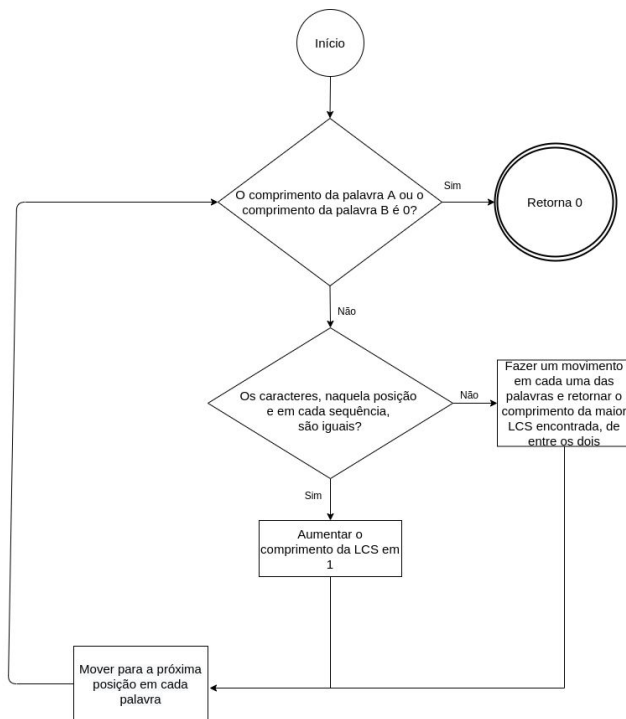 Início
O comprimento da palavra A ou o
comprimento da palavra B é 0?
Sim
Retorna 0
Não
Os caracteres, naquela posição
e em cada sequência,
são iguais?
Não
Fazer um movimento
em cada uma das
palavras e retornar o
comprimento da maior
LCS encontrada, de
entre os dois
Sim
Aumentar o
comprimento da LCS em
1
Mover para a próxima
posição em cada
palavra